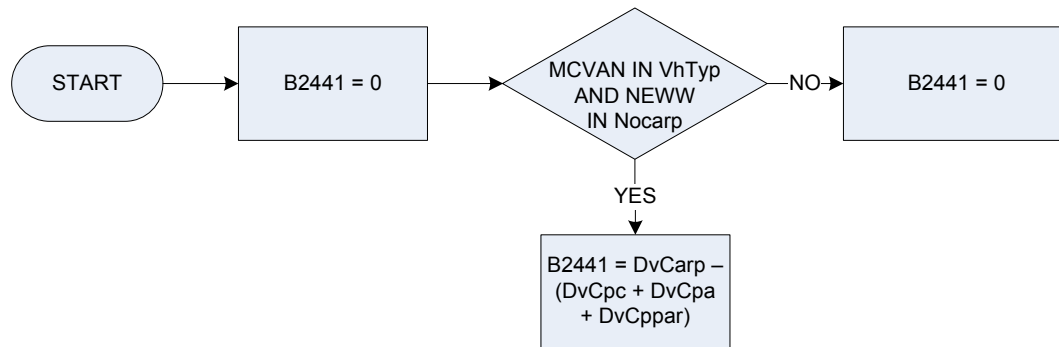 START
B2441 = 0
MCVAN IN VhTyp
AND NEWW
IN Nocarp
NO
B2441 = 0
YES
B2441 = DvCarp –
(DvCpc + DvCpa
+ DvCppar)